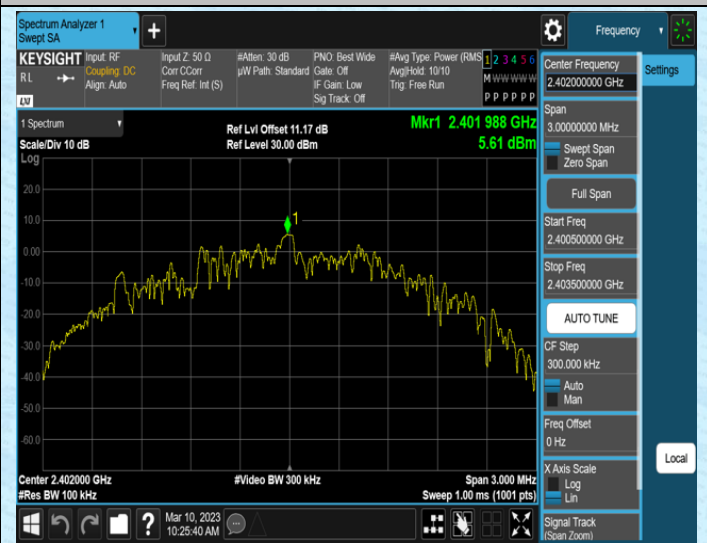 Spectrum Analyzer 1
Swept SA
+
Frequency
KEYSIGHT
RL
LXI
Input: RF
Coupling: DC
Align: Auto
Input Z: 50 Ω
Corr CCorr
Freq Ref: Int (S)
#Atten: 30 dB
µW Path: Standard
PNO: Best Wide
Gate: Off
IF Gain: Low
Sig Track: Off
#Avg Type: Power (RMS
Avg|Hold: 10/10
Trig: Free Run
1 2 3 4 5 6
M W W W W W
P P P P P P
1 Spectrum
Scale/Div 10 dB
Log
Ref Lvl Offset 11.17 dB
Ref Level 30.00 dBm
Mkr1 2.401 988 GHz
5.61 dBm
1
20.0
10.0
0.00
-10.0
-20.0
-30.0
-40.0
-50.0
-60.0
Center 2.402000 GHz
#Res BW 100 kHz
#Video BW 300 kHz
Span 3.000 MHz
Sweep 1.00 ms (1001 pts)
Center Frequency
2.402000000 GHz
Span
3.00000000 MHz
Swept Span
Zero Span
Full Span
Start Freq
2.400500000 GHz
Stop Freq
2.403500000 GHz
AUTO TUNE
CF Step
300.000 kHz
Auto
Man
Freq Offset
0 Hz
X Axis Scale
Log
Lin
Signal Track
(Span Zoom)
Settings
Local
?
Mar 10, 2023
10:25:40 AM